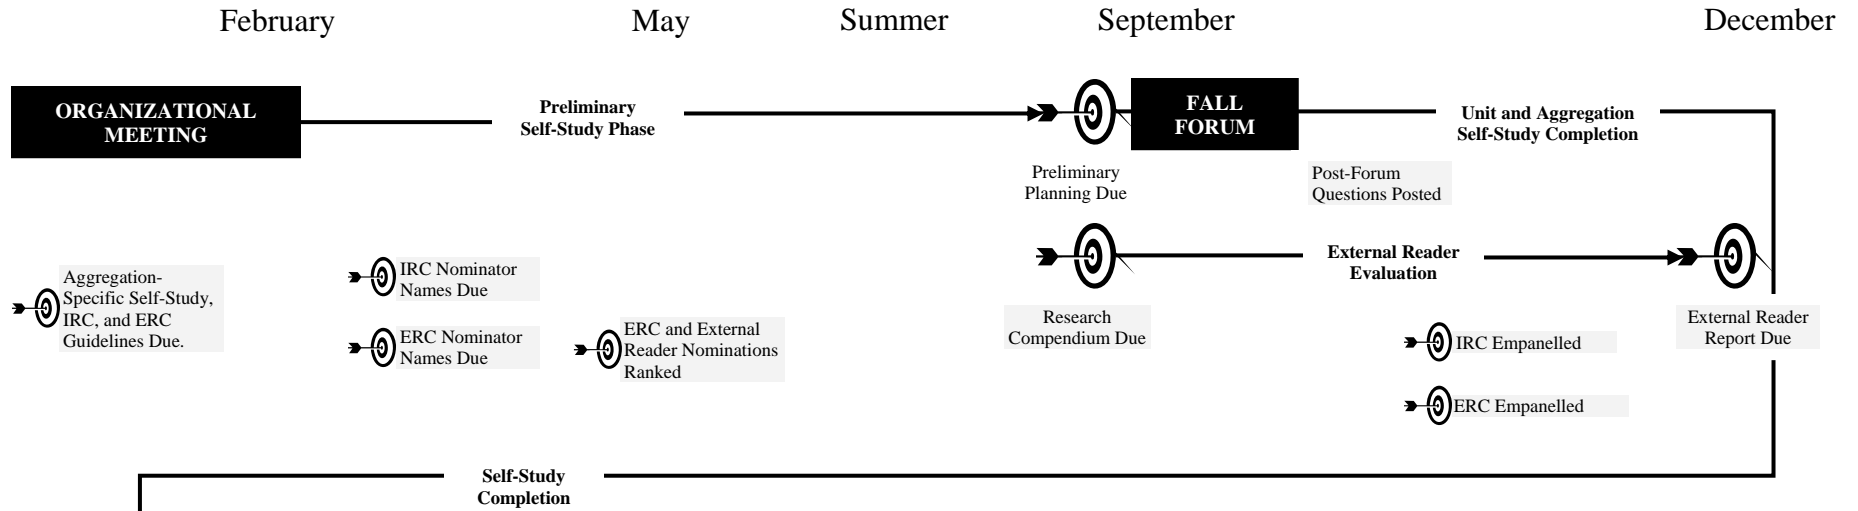 February
May
Summer
September
December
ORGANIZATIONAL
MEETING
Preliminary
Self-Study Phase
FALL
FORUM
Unit and Aggregation
Self-Study Completion
Preliminary
Planning Due
Post-Forum
Questions Posted
Aggregation-
Specific Self-Study,
IRC, and ERC
Guidelines Due.
IRC Nominator
Names Due
ERC Nominator
Names Due
ERC and External
Reader Nominations
Ranked
External Reader
Evaluation
Research
Compendium Due
IRC Empanelled
ERC Empanelled
External Reader
Report Due
Self-Study
Completion